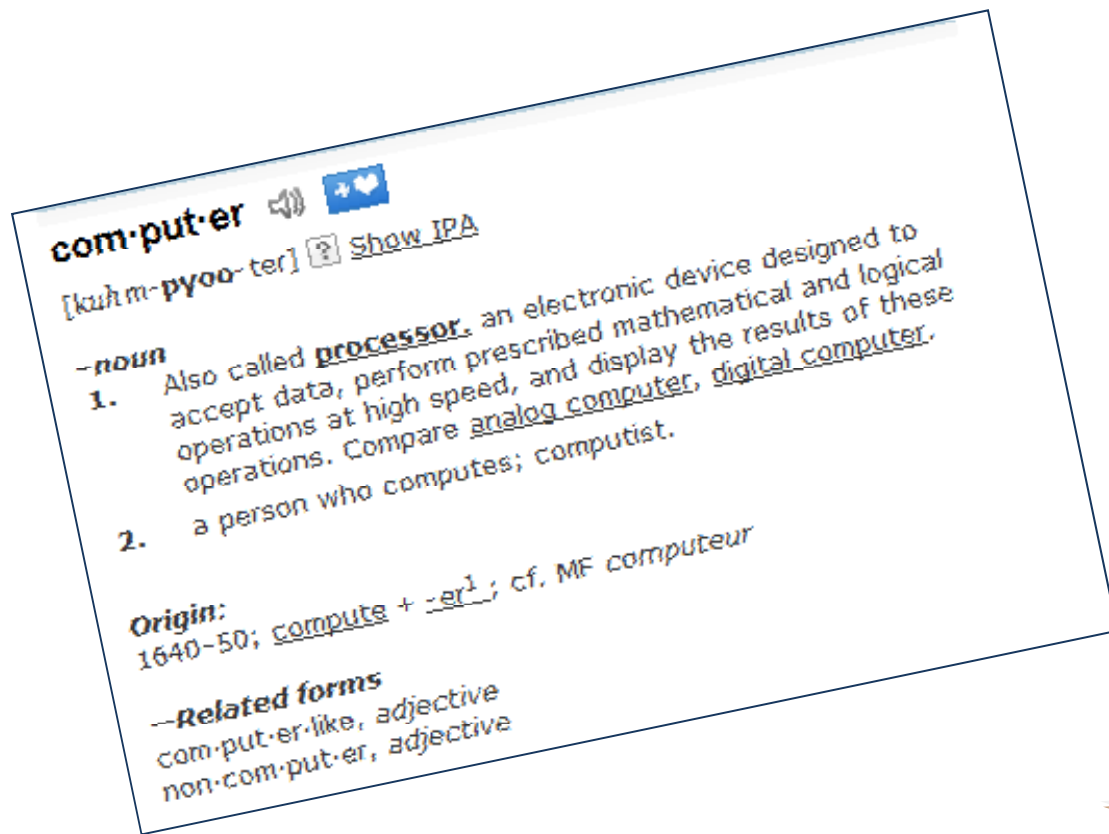 com·put·er
[kuhm-pyoo-ter] ? Show IPA
–noun
1. Also called processor. an electronic device designed to
accept data, perform prescribed mathematical and logical
operations at high speed, and display the results of these
operations. Compare analog computer, digital computer.
2. a person who computes; computist.
Origin:
1640–50; compute + -er¹; cf. MF computeur
—Related forms
com·put·er·like, adjective
non·com·put·er, adjective